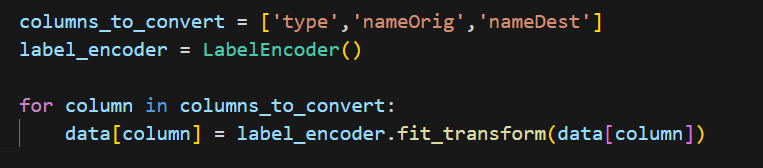 columns_to_convert = ['type','nameOrig','nameDest']
label_encoder = LabelEncoder()

for column in columns_to_convert:
    data[column] = label_encoder.fit_transform(data[column])